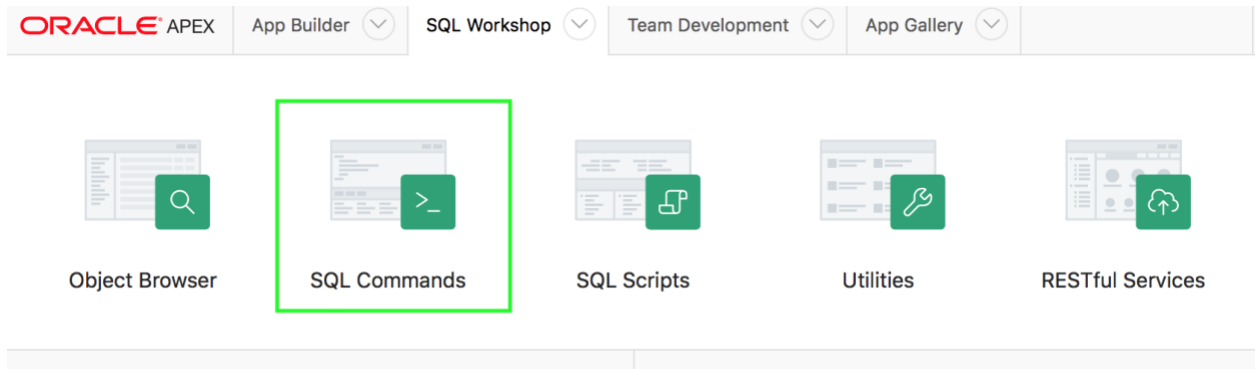 ORACLE APEX App Builder SQL Workshop Team Development App Gallery
>_
Object Browser SQL Commands SQL Scripts Utilities RESTful Services